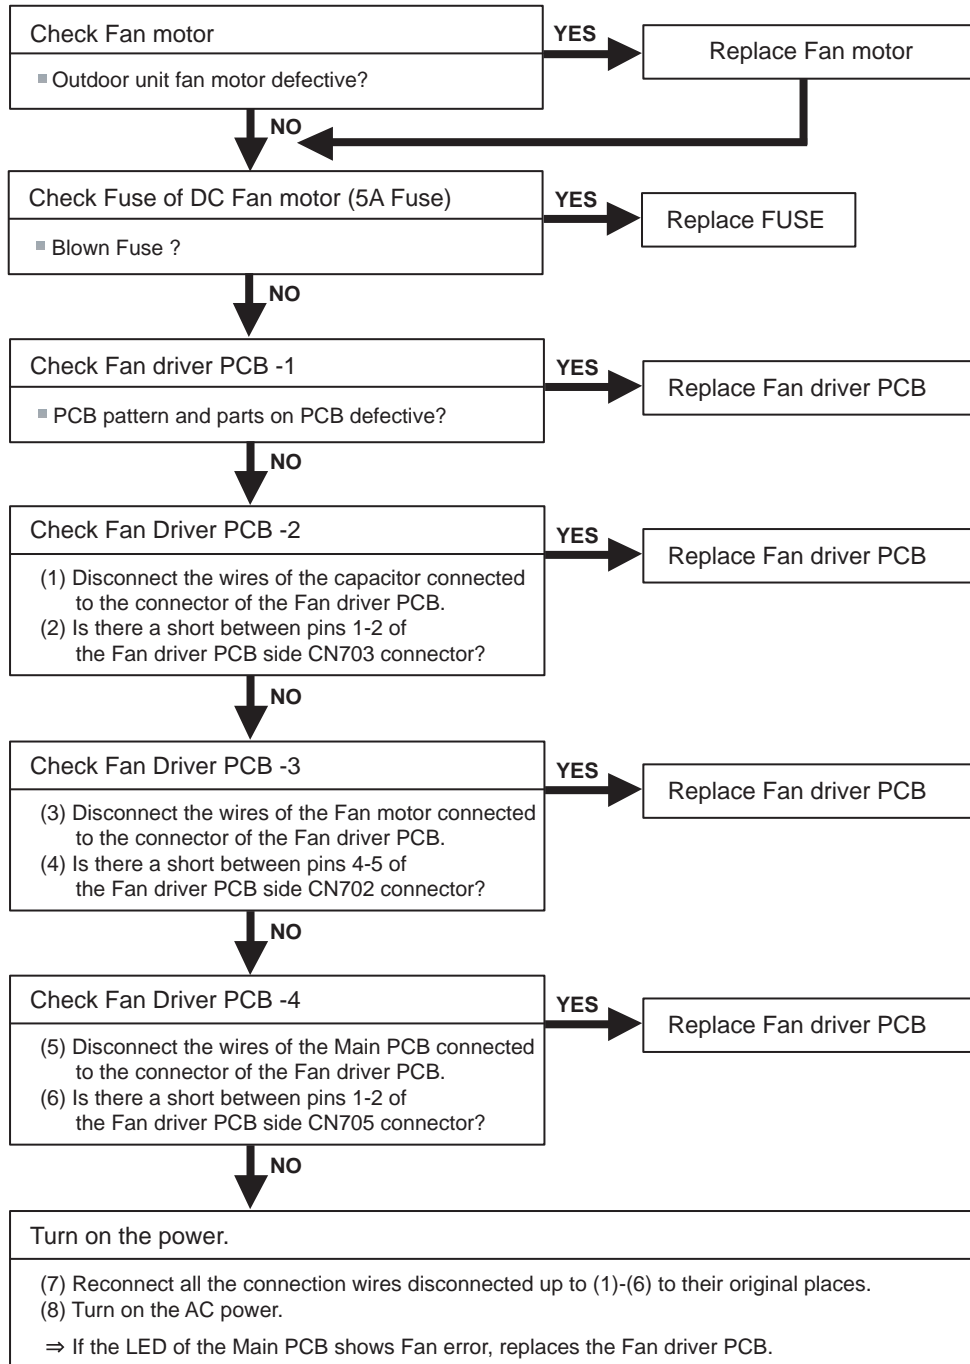 Check Fan motor
YES
Replace Fan motor
■ Outdoor unit fan motor defective?
NO
Check Fuse of DC Fan motor (5A Fuse)
YES
Replace FUSE
■ Blown Fuse ?
NO
Check Fan driver PCB -1
YES
Replace Fan driver PCB
■ PCB pattern and parts on PCB defective?
NO
Check Fan Driver PCB -2
YES
Replace Fan driver PCB
(1) Disconnect the wires of the capacitor connected
to the connector of the Fan driver PCB.
(2) Is there a short between pins 1-2 of
the Fan driver PCB side CN703 connector?
NO
Check Fan Driver PCB -3
YES
Replace Fan driver PCB
(3) Disconnect the wires of the Fan motor connected
to the connector of the Fan driver PCB.
(4) Is there a short between pins 4-5 of
the Fan driver PCB side CN702 connector?
NO
Check Fan Driver PCB -4
YES
Replace Fan driver PCB
(5) Disconnect the wires of the Main PCB connected
to the connector of the Fan driver PCB.
(6) Is there a short between pins 1-2 of
the Fan driver PCB side CN705 connector?
NO
Turn on the power.
(7) Reconnect all the connection wires disconnected up to (1)-(6) to their original places.
(8) Turn on the AC power.
⇒ If the LED of the Main PCB shows Fan error, replaces the Fan driver PCB.